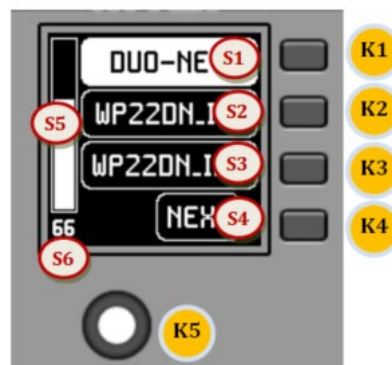 DUO-NE S1 K1
WP22DN_I S2 K2
S5
WP22DN_I S3 K3
NEX S4 K4
66
S6
K5